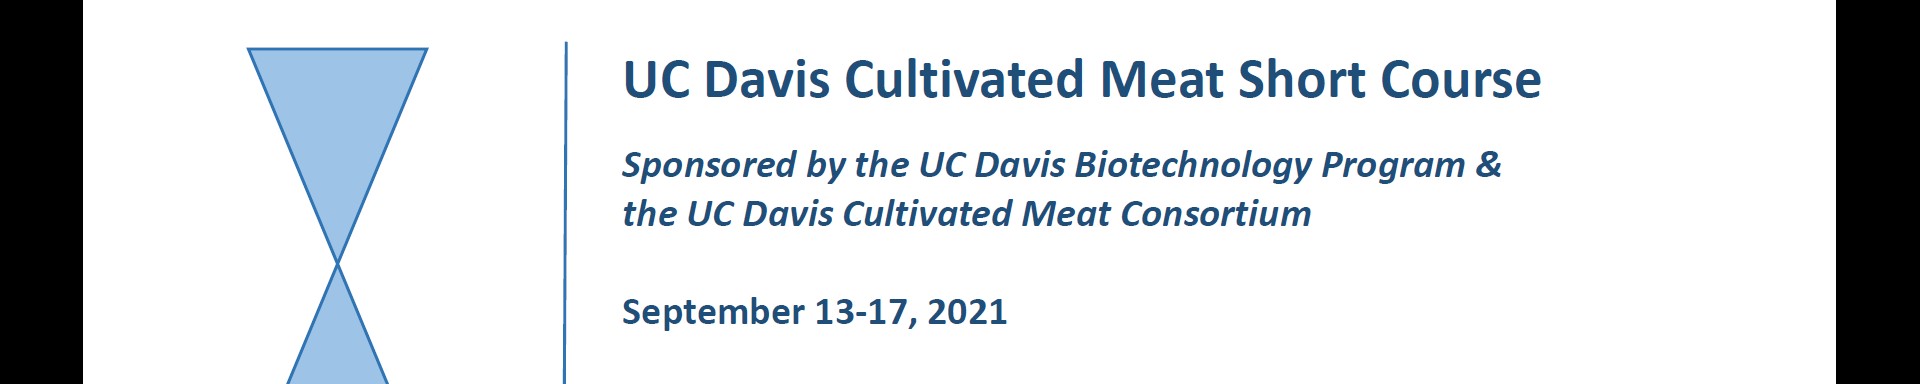 UC Davis Cultivated Meat Short Course
Sponsored by the UC Davis Biotechnology Program &
the UC Davis Cultivated Meat Consortium
September 13-17, 2021